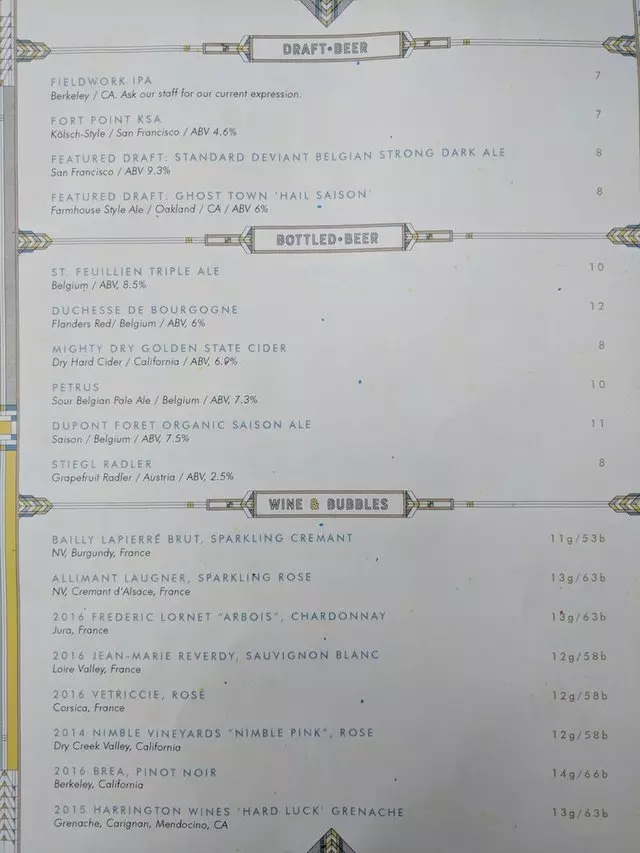 DRAFT•BEER
FIELDWORK IPA 7
Berkeley / CA. Ask our staff for our current expression.
FORT POINT KSA 7
Kölsch-Style / San Francisco / ABV 4.6%
FEATURED DRAFT: STANDARD DEVIANT BELGIAN STRONG DARK ALE 8
San Francisco / ABV 9.3%
FEATURED DRAFT: GHOST TOWN 'HAIL SAISON' 8
Farmhouse Style Ale / Oakland / CA / ABV 6%
BOTTLED•BEER
ST. FEUILLIEN TRIPLE ALE 10
Belgium / ABV, 8.5%
DUCHESSE DE BOURGOGNE 12
Flanders Red/ Belgium / ABV, 6%
MIGHTY DRY GOLDEN STATE CIDER 8
Dry Hard Cider / California / ABV, 6.9%
PETRUS 10
Sour Belgian Pale Ale / Belgium / ABV, 7.3%
DUPONT FORET ORGANIC SAISON ALE 11
Saison / Belgium / ABV, 7.5%
STIEGL RADLER 8
Grapefruit Radler / Austria / ABV, 2.5%
WINE & BUBBLES
BAILLY LAPIERRÉ BRUT, SPARKLING CREMANT 11g/53b
NV, Burgundy, France
ALLIMANT LAUGNER, SPARKLING ROSE 13g/63b
NV, Cremant d'Alsace, France
2016 FREDERIC LORNET "ARBOIS", CHARDONNAY 13g/63b
Jura, France
2016 JEAN-MARIE REVERDY, SAUVIGNON BLANC 12g/58b
Loire Valley, France
2016 VETRICCIE, ROSE 12g/58b
Corsica, France
2014 NIMBLE VINEYARDS "NIMBLE PINK", ROSE 12g/58b
Dry Creek Valley, California
2016 BREA, PINOT NOIR 14g/66b
Berkeley, California
2015 HARRINGTON WINES 'HARD LUCK' GRENACHE 13g/63b
Grenache, Carignan, Mendocino, CA